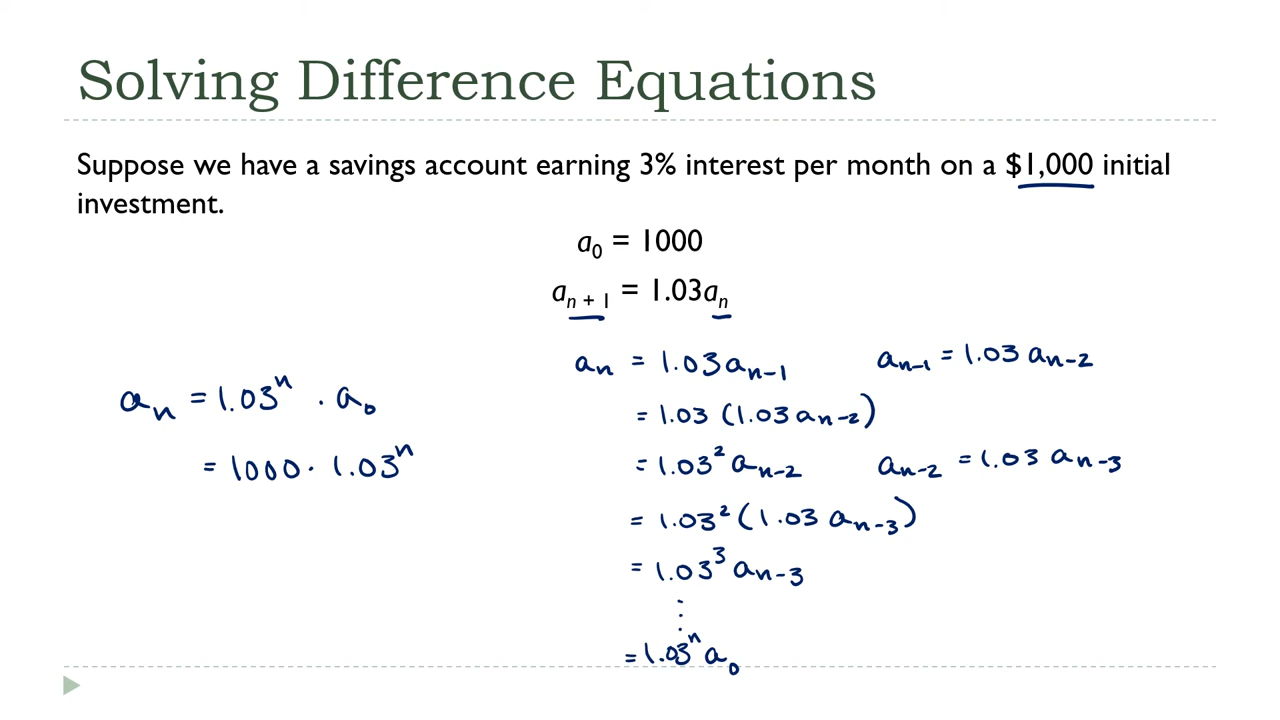 Solving Difference Equations
Suppose we have a savings account earning 3% interest per month on a $1,000 initial
investment.
a₀ = 1000
aₙ ₊ ₁ = 1.03aₙ
aₙ = 1.03aₙ₋₁
aₙ₋₁ = 1.03 aₙ₋₂
= 1.03 (1.03 aₙ₋₂)
= 1.03² aₙ₋₂
aₙ₋₂ = 1.03 aₙ₋₃
= 1.03² (1.03 aₙ₋₃)
= 1.03³ aₙ₋₃
⋮
= 1.03ⁿ a₀
aₙ = 1.03ⁿ · a₀
= 1000 · 1.03ⁿ